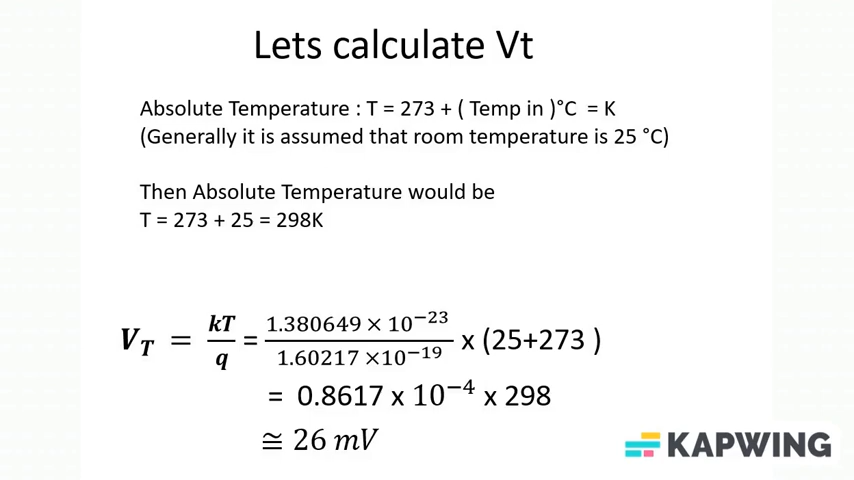 Lets calculate Vt
Absolute Temperature : T = 273 + ( Temp in )°C = K
(Generally it is assumed that room temperature is 25 °C)
Then Absolute Temperature would be
T = 273 + 25 = 298K
V_T = kT/q = 1.380649 × 10^−23 / 1.60217 ×10^−19 x (25+273 )
= 0.8617 x 10^−4 x 298
≅ 26 mV
KAPWING